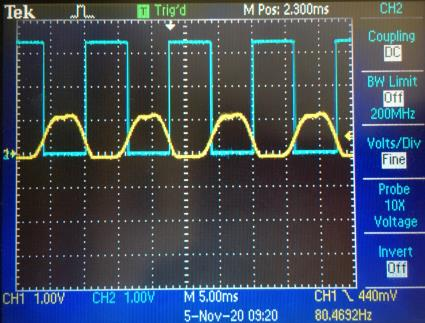 Tek T Trig'd M Pos: 2.300ms CH2
Coupling
DC
BW Limit
Off
200MHz
Volts/Div
Fine
Probe
10X
Voltage
Invert
Off
CH1 1.00V CH2 1.00V M 5.00ms CH1 \ 440mV
5-Nov-20 09:20 80.4692Hz